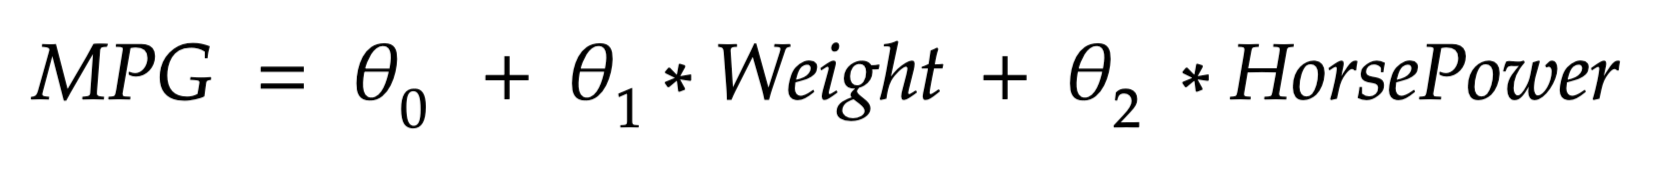 MPG = θ₀ + θ₁ * Weight + θ₂ * HorsePower